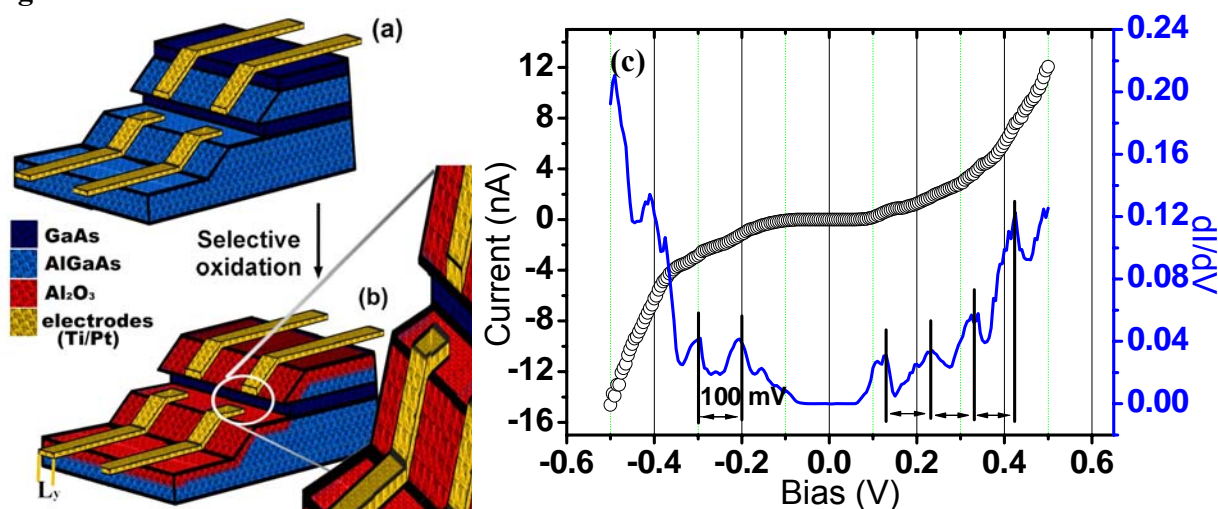 (a)
GaAs
AlGaAs
Al₂O₃
electrodes
(Ti/Pt)
Selective
oxidation
(b)
Ly
(c)
Current (nA)
12
8
4
0
-4
-8
-12
-16
100 mV
-0.6 -0.4 -0.2 0.0 0.2 0.4 0.6
Bias (V)
0.24
0.20
0.16
0.12
0.08
0.04
0.00
dI/dV